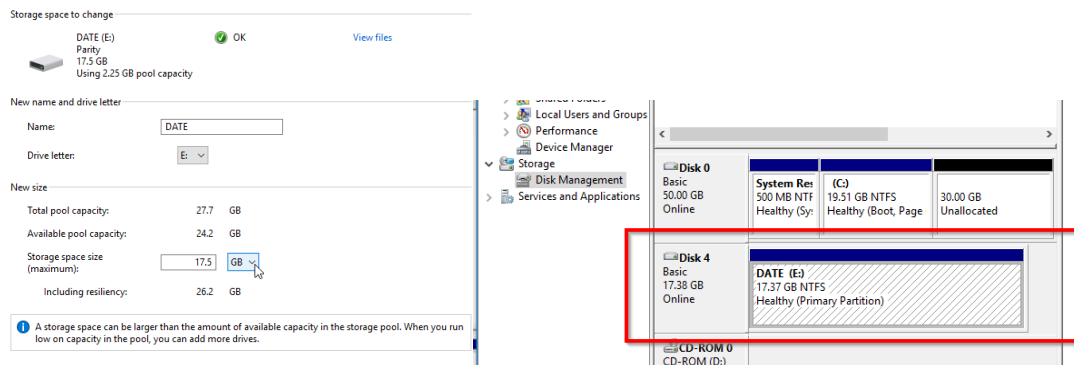 Storage space to change
DATE (E:)
OK
View files
Parity
17.5 GB
Using 2.25 GB pool capacity
New name and drive letter
Name:
DATE
Drive letter:
E:
New size
Total pool capacity:
27.7 GB
Available pool capacity:
24.2 GB
Storage space size
(maximum):
17.5 GB
Including resiliency:
26.2 GB
A storage space can be larger than the amount of available capacity in the storage pool. When you run
low on capacity in the pool, you can add more drives.
Shared Folders
Local Users and Groups
Performance
Device Manager
Storage
Disk Management
Services and Applications
Disk 0
Basic
50.00 GB
Online
System Res
500 MB NTF
Healthy (Sy:
(C:)
19.51 GB NTFS
Healthy (Boot, Page
30.00 GB
Unallocated
Disk 4
Basic
17.38 GB
Online
DATE (E:)
17.37 GB NTFS
Healthy (Primary Partition)
CD-ROM 0
CD-ROM (D:)